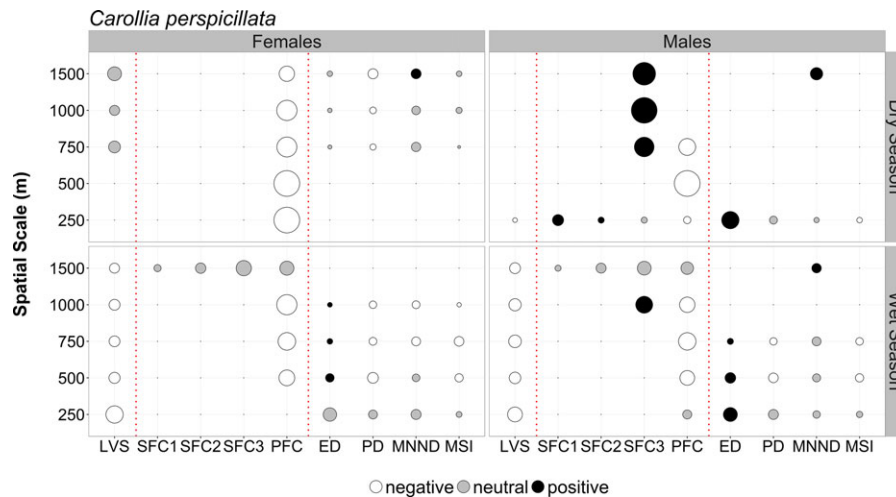 Carollia perspicillata
Females Males
1500
1000
750
500
250
Dry Season
1500
1000
750
500
250
Wet Season
Spatial Scale (m)
LVS SFC1 SFC2 SFC3 PFC ED PD MNND MSI LVS SFC1 SFC2 SFC3 PFC ED PD MNND MSI
negative neutral positive